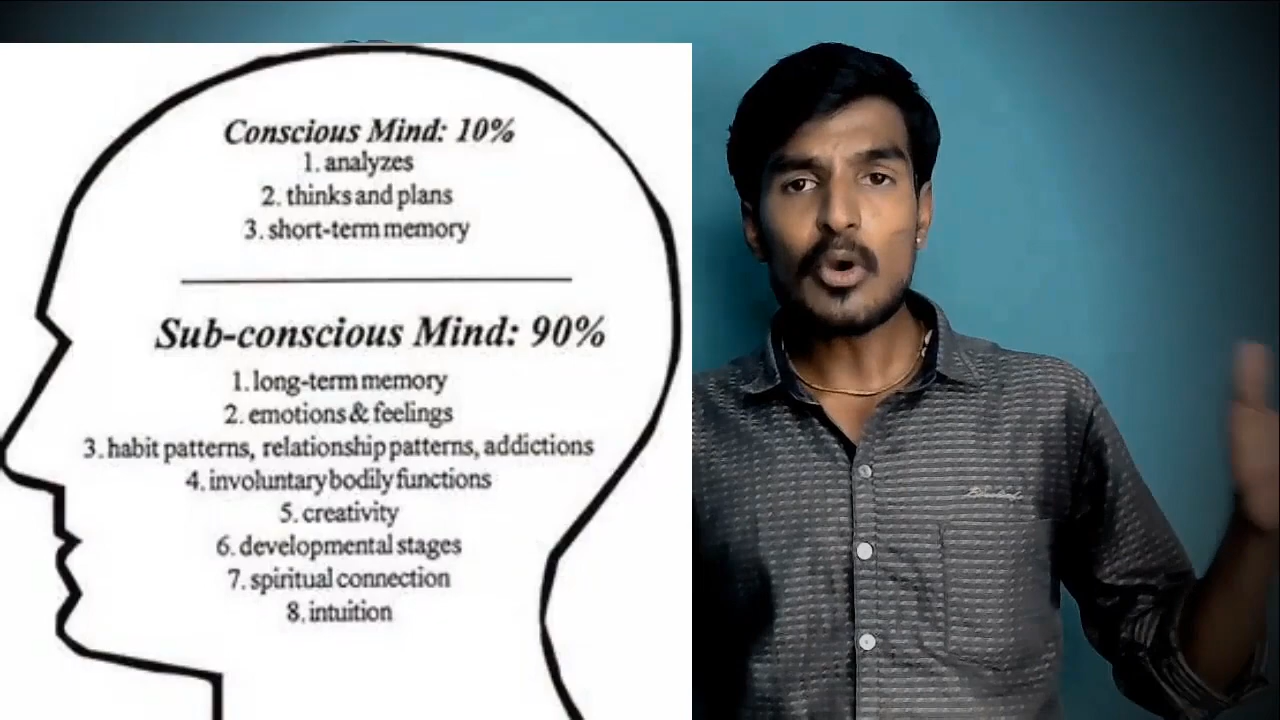 Conscious Mind: 10%
1. analyzes
2. thinks and plans
3. short-term memory
Sub-conscious Mind: 90%
1. long-term memory
2. emotions & feelings
3. habit patterns, relationship patterns, addictions
4. involuntary bodily functions
5. creativity
6. developmental stages
7. spiritual connection
8. intuition